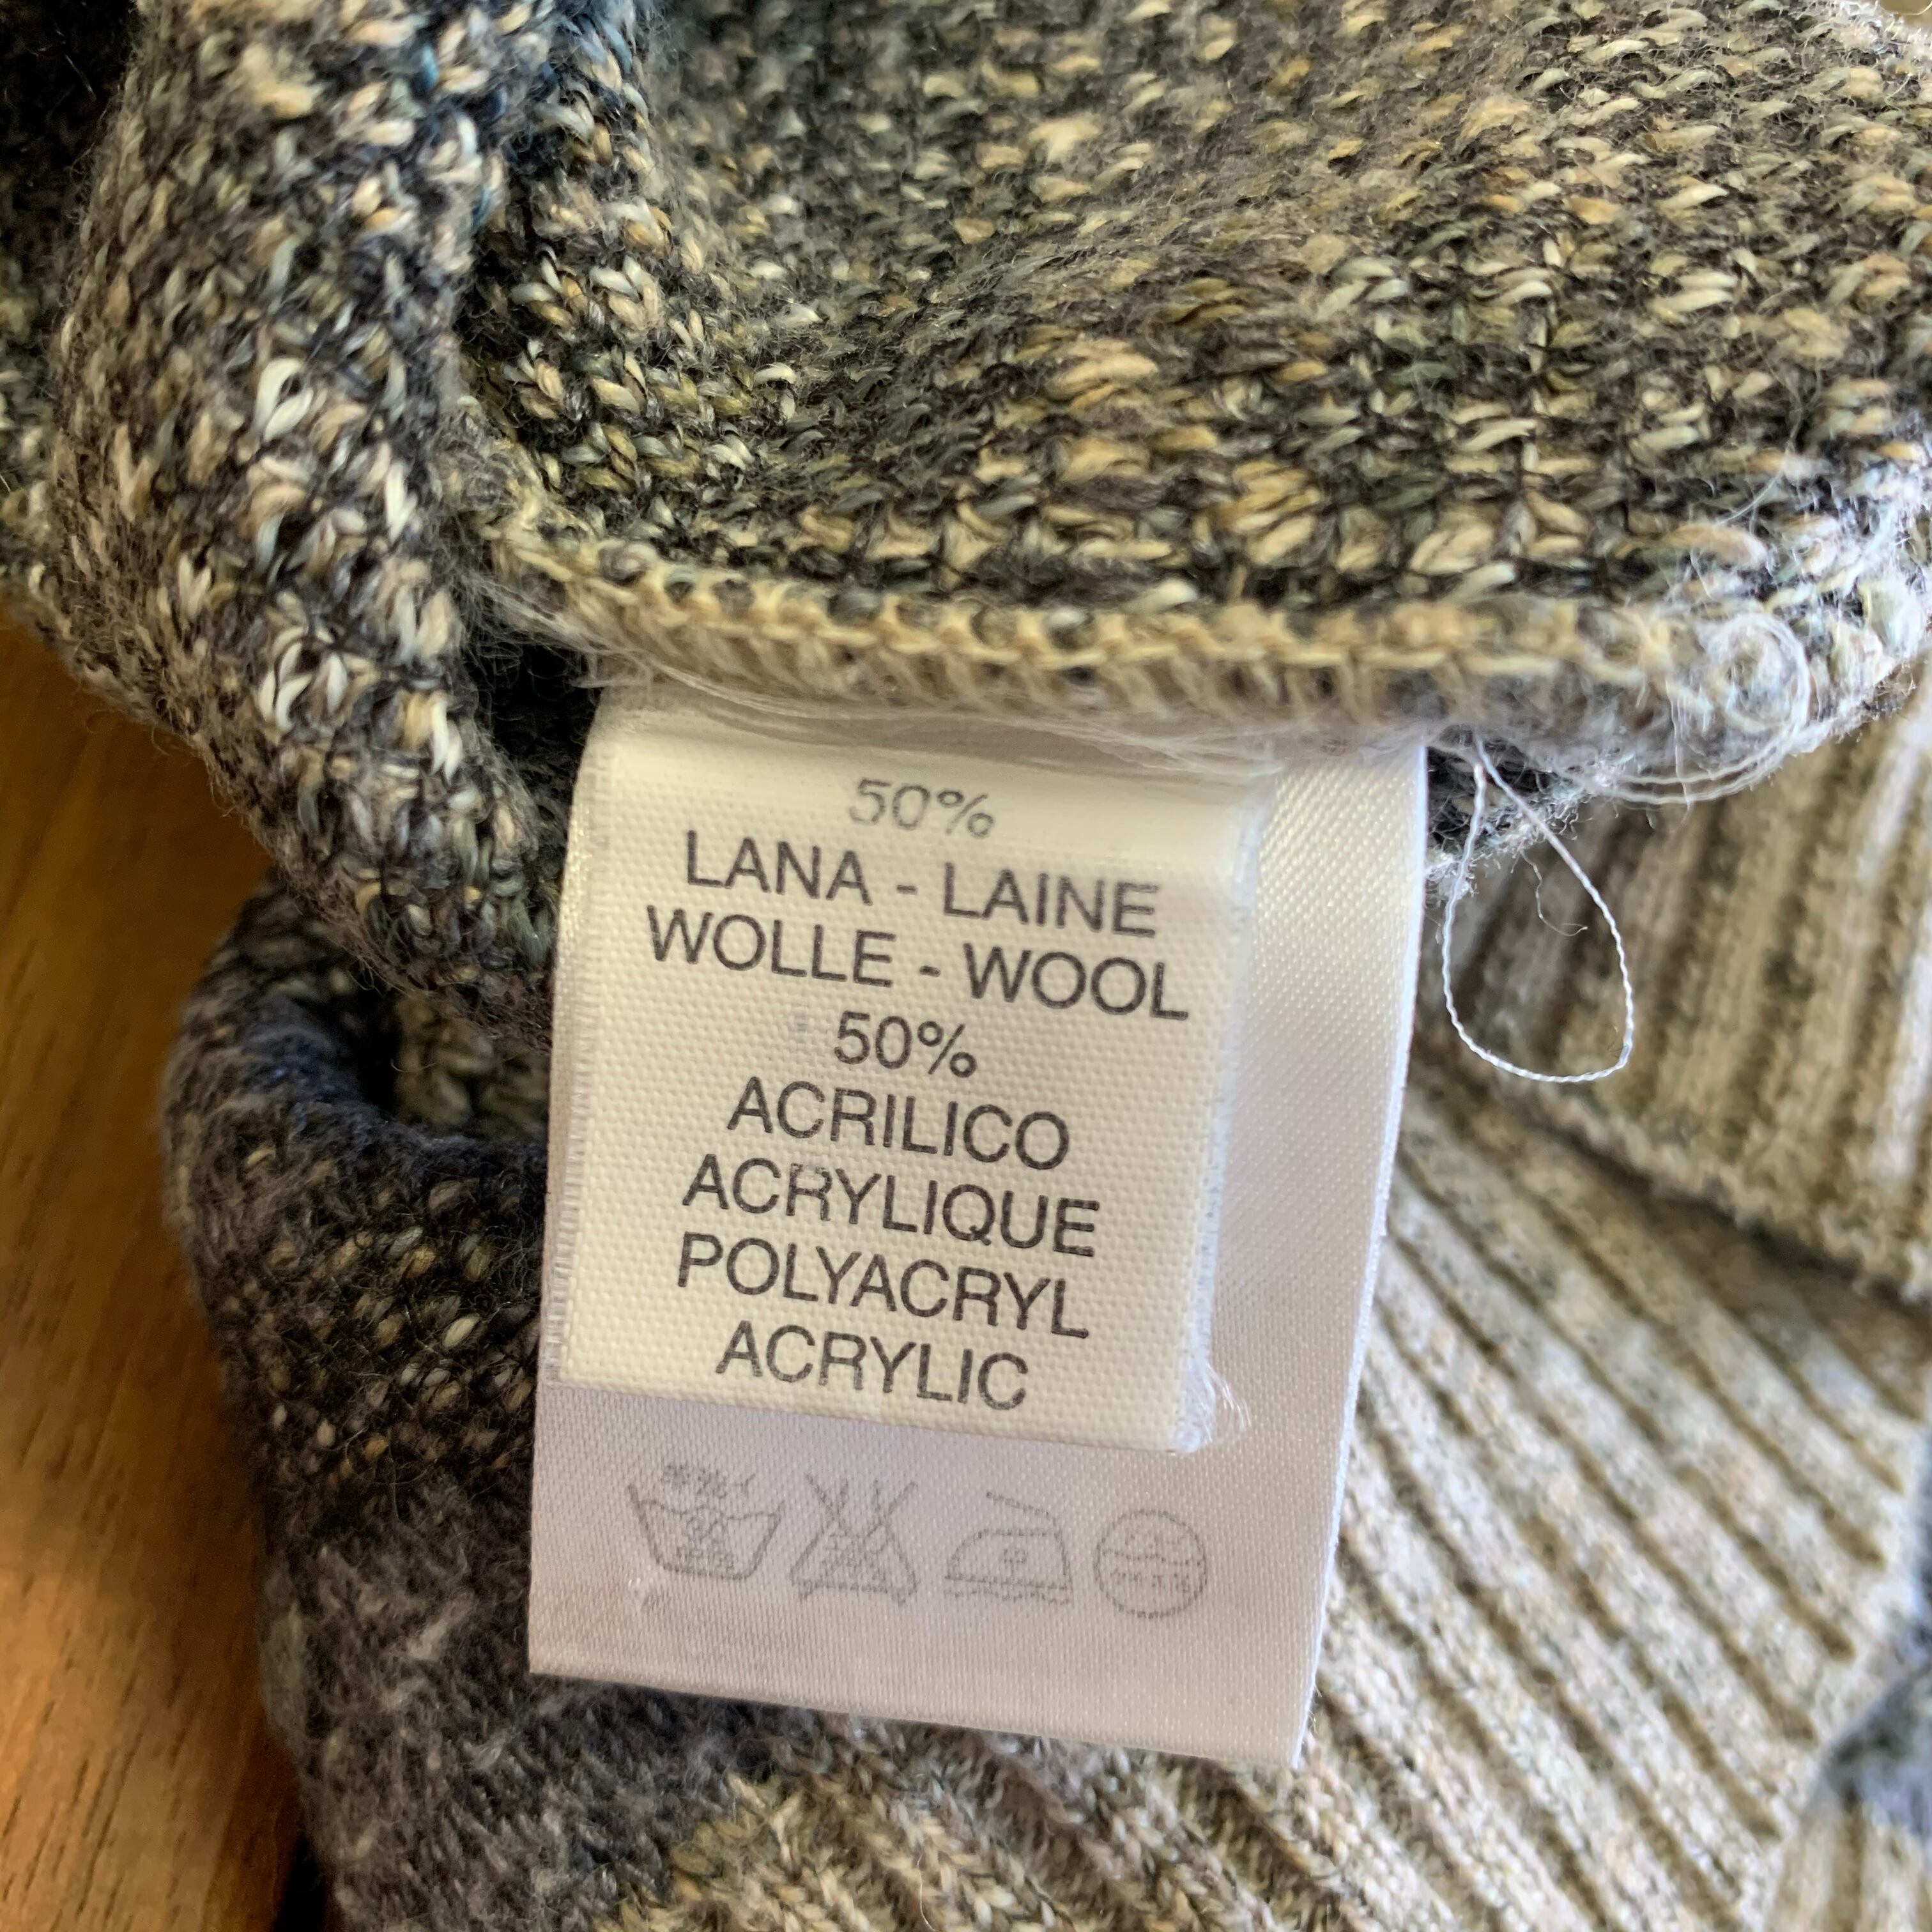 50%
LANA - LAINE
WOLLE - WOOL
50%
ACRILICO
ACRYLIQUE
POLYACRYL
ACRYLIC